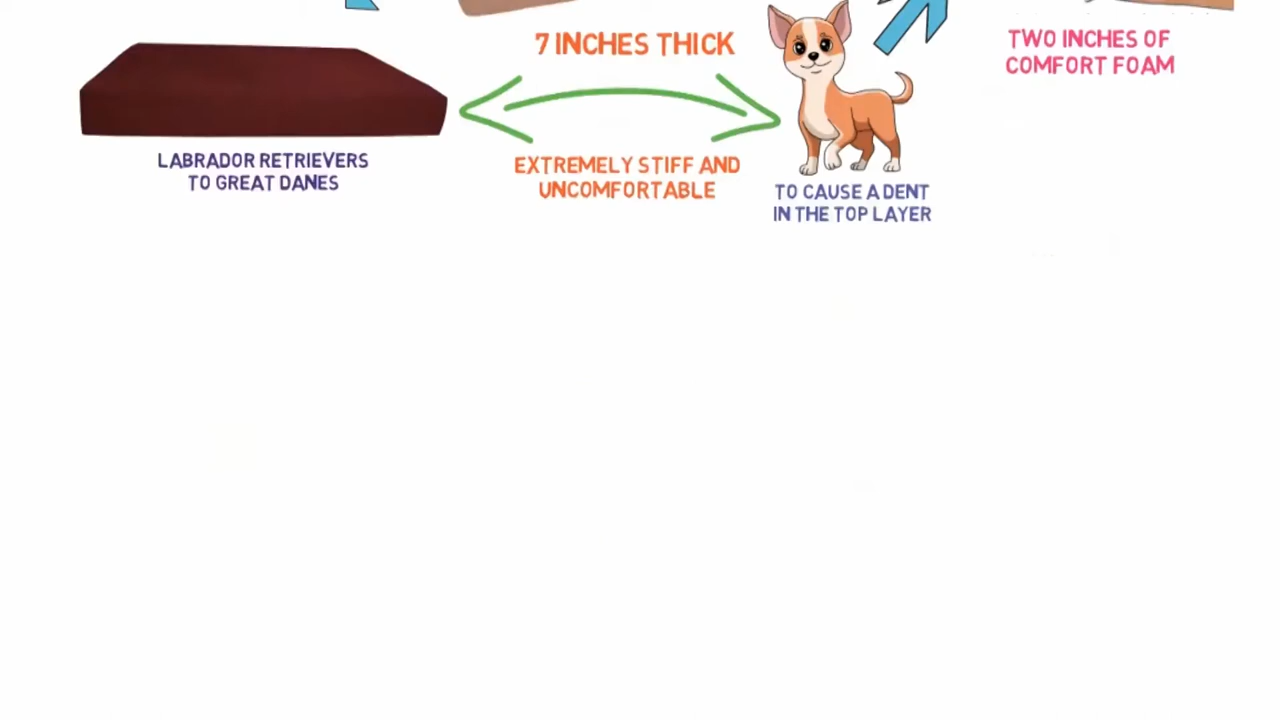 7 INCHES THICK
TWO INCHES OF
COMFORT FOAM
LABRADOR RETRIEVERS
TO GREAT DANES
EXTREMELY STIFF AND
UNCOMFORTABLE
TO CAUSE A DENT
IN THE TOP LAYER